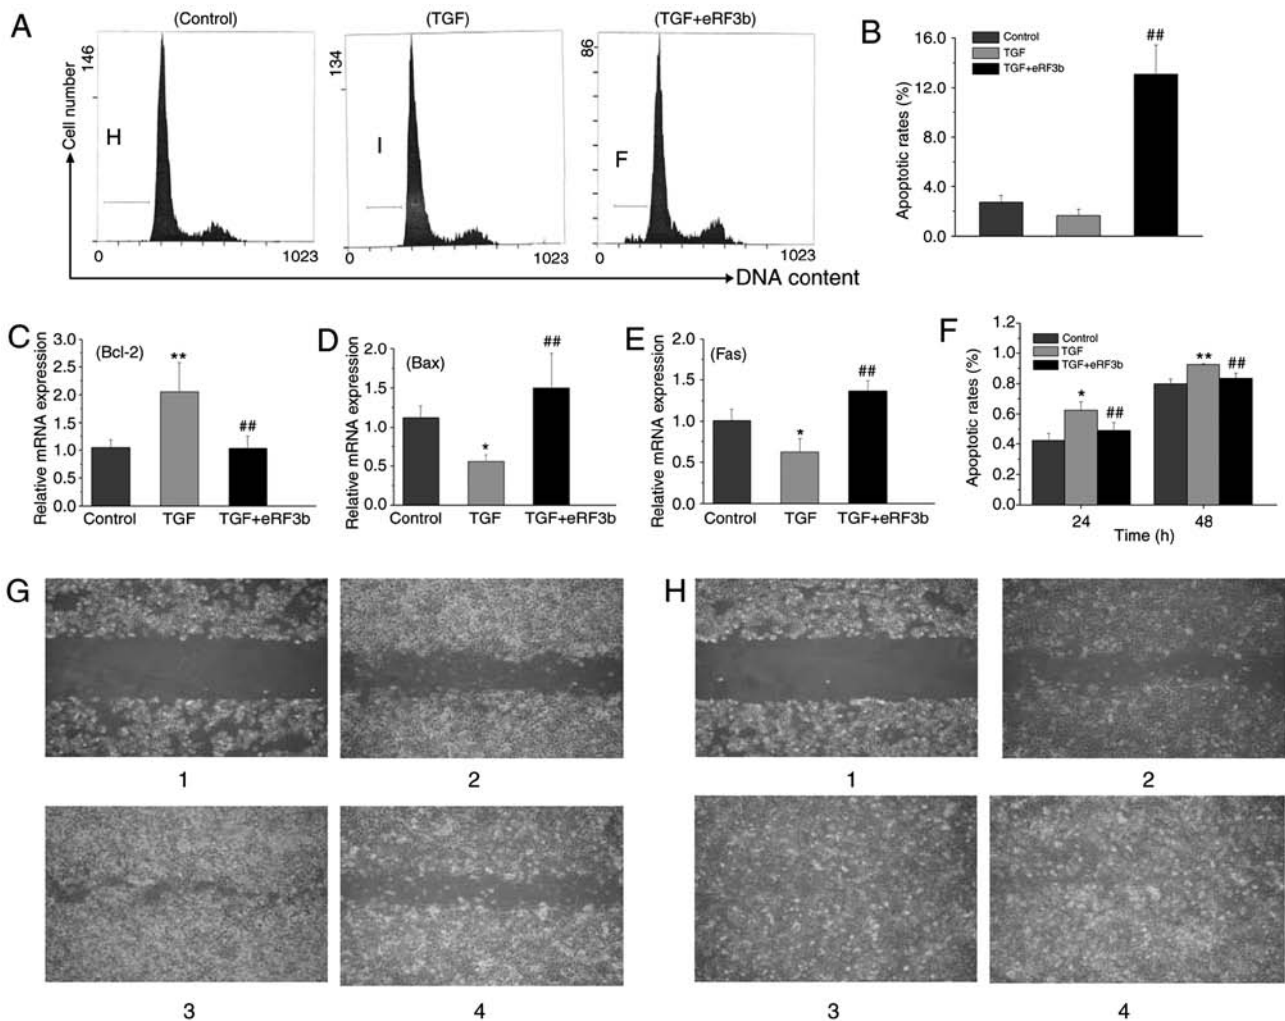 A
(Control)
(TGF)
(TGF+eRF3b)
146
134
86
Cell number
H
I
F
0
1023
0
1023
0
1023
DNA content
B
Control
TGF
TGF+eRF3b
16.0
12.0
8.0
4.0
0.0
Apoptotic rates (%)
##
C
(Bcl-2)
Relative mRNA expression
3.0
2.5
2.0
1.5
1.0
0.5
0.0
**
##
Control TGF TGF+eRF3b
D
(Bax)
Relative mRNA expression
2.0
1.5
1.0
0.5
0.0
*
##
Control TGF TGF+eRF3b
E
(Fas)
Relative mRNA expression
2.0
1.5
1.0
0.5
0
*
##
Control TGF TGF+eRF3b
F
Control
TGF
TGF+eRF3b
Apoptotic rates (%)
1.2
1.0
0.8
0.6
0.4
0.2
0.0
*
##
**
##
24 48
Time (h)
G
1
2
3
4
H
1
2
3
4